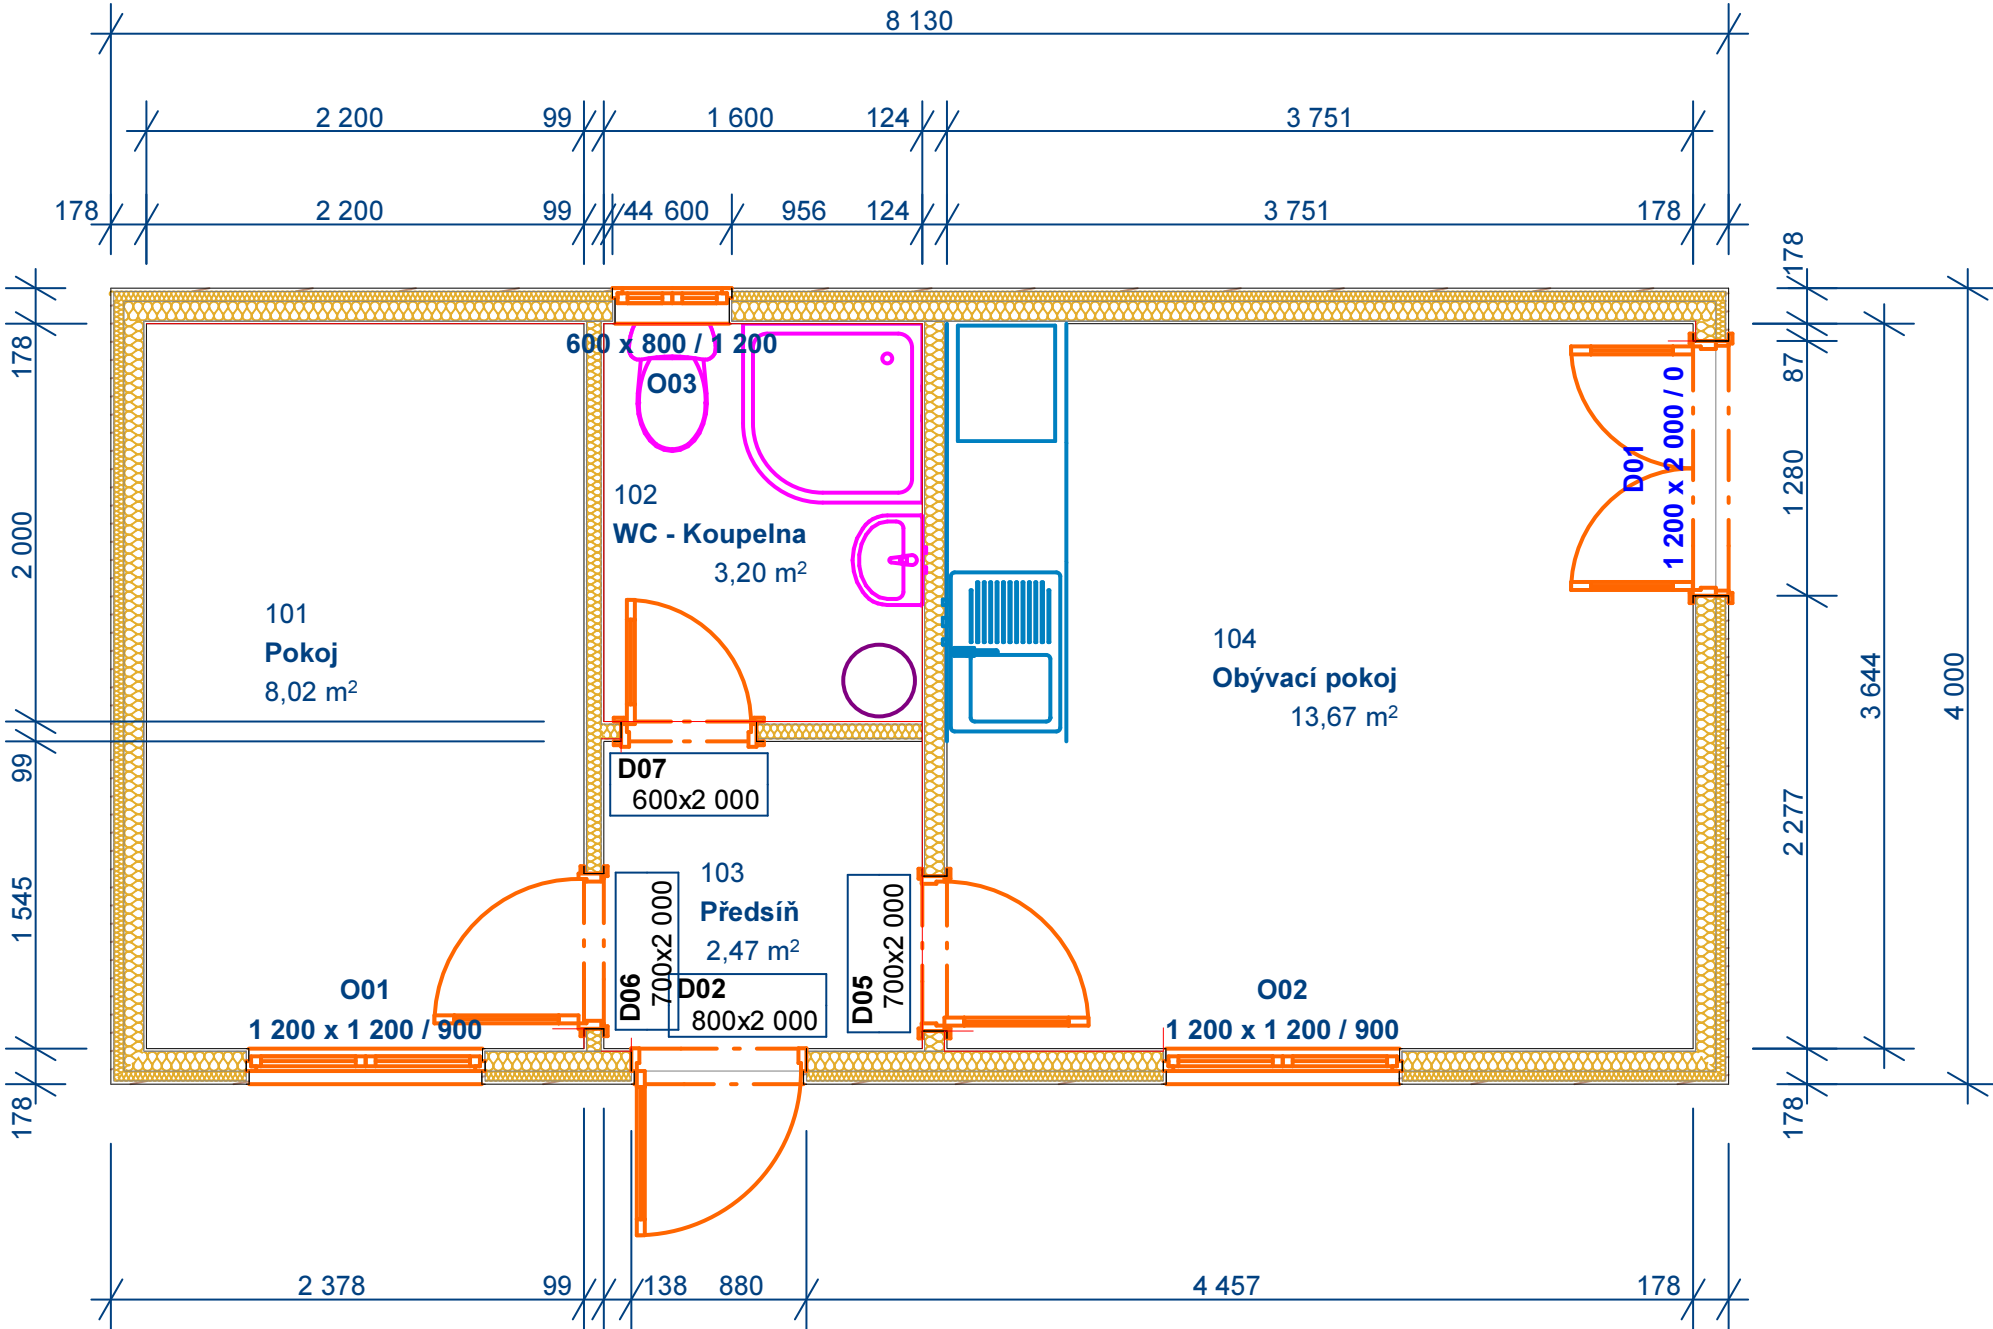 8 130
2 200 99 1 600 124 3 751
178 2 200 99 44 600 956 124 3 751 178
178
2 000
99
1 545
178
178
87
1 280
2 277
178
3 644
4 000
600 x 800 / 1 200
O03
102
WC - Koupelna
3,20 m²
101
Pokoj
8,02 m²
104
Obývací pokoj
13,67 m²
D01
1 200 x 2 000 / 0
D07
600x2 000
103
Předsíň
2,47 m²
D06
700x2 000
D02
800x2 000
D05
700x2 000
O01
1 200 x 1 200 / 900
O02
1 200 x 1 200 / 900
2 378 99 138 880 4 457 178